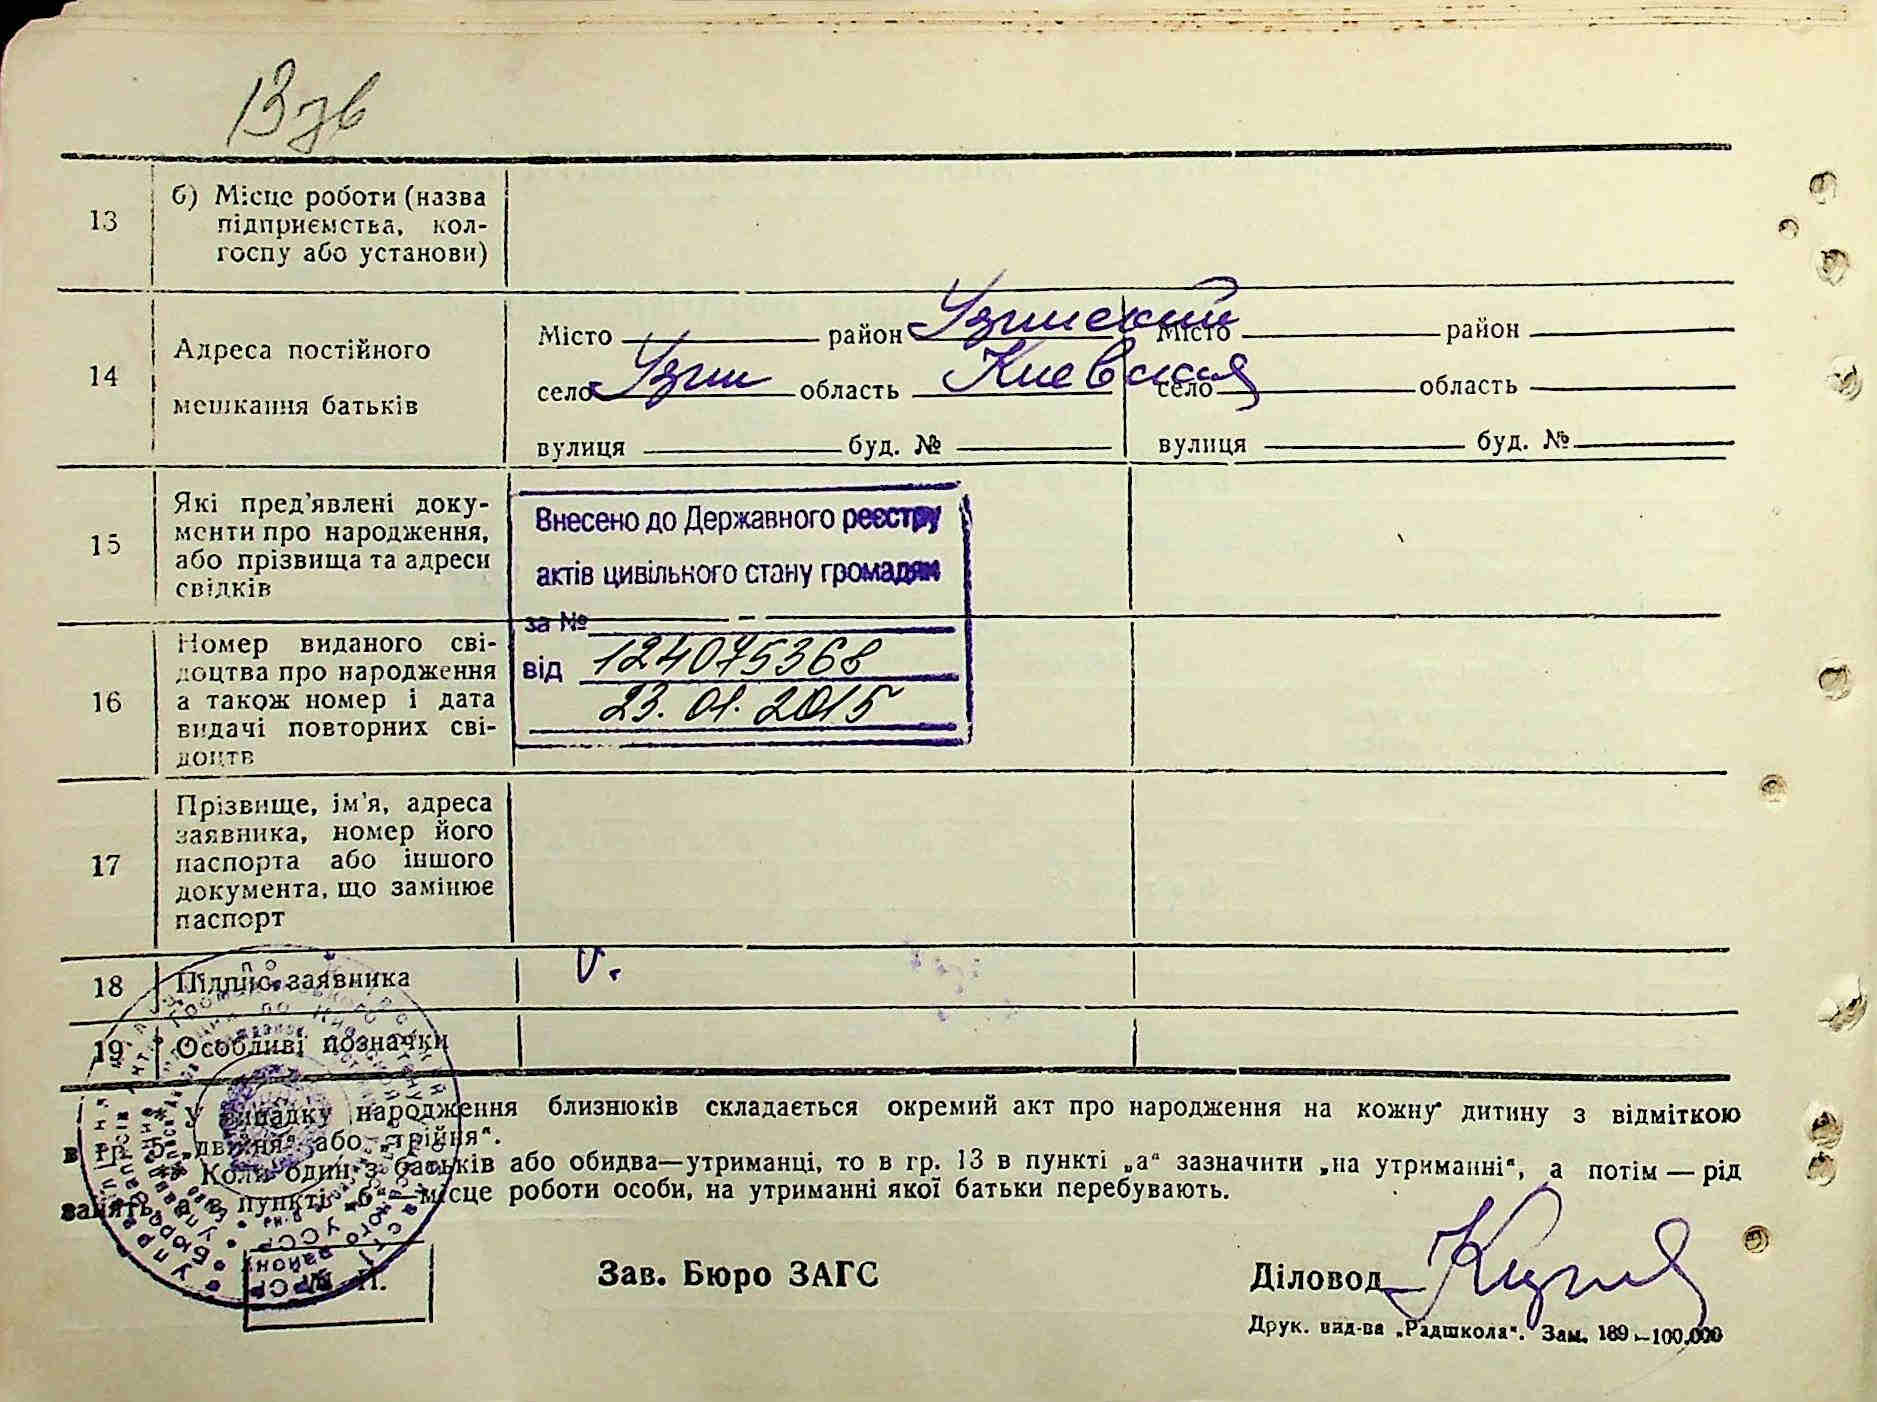 13
б) Місце роботи (назва
підприємства, кол-
госпу або установи)
14
Адреса постійного
мешкання батьків
Місто район Узинский
село Узин область Киевская
вулиця буд. №
Місто район
село область
вулиця буд. №
15
Які пред'явлені доку-
менти про народження,
або прізвища та адреси
свідків
Внесено до Державного реєстру
актів цивільного стану громадян
за №
від 124075368
23.01.2015
16
Номер виданого сві-
доцтва про народження
а також номер і дата
видачі повторних сві-
доцтв
17
Прізвище, ім'я, адреса
заявника, номер його
паспорта або іншого
документа, що замінює
паспорт
18 Підпис заявника
19 Особливі позначки
У випадку народження близнюків складається окремий акт про народження на кожну дитину з відміткою
в гр. 5 „двійня“ або „трійня“.
Коли один з батьків або обидва—утриманці, то в гр. 13 в пункті „а“ зазначити „на утриманні“, а потім — рід
занять, а в пункті „б“—місце роботи особи, на утриманні якої батьки перебувають.
М. П.
Зав. Бюро ЗАГС
Діловод
Друк. вид-ва „Радшкола“. Зам. 189—100.000